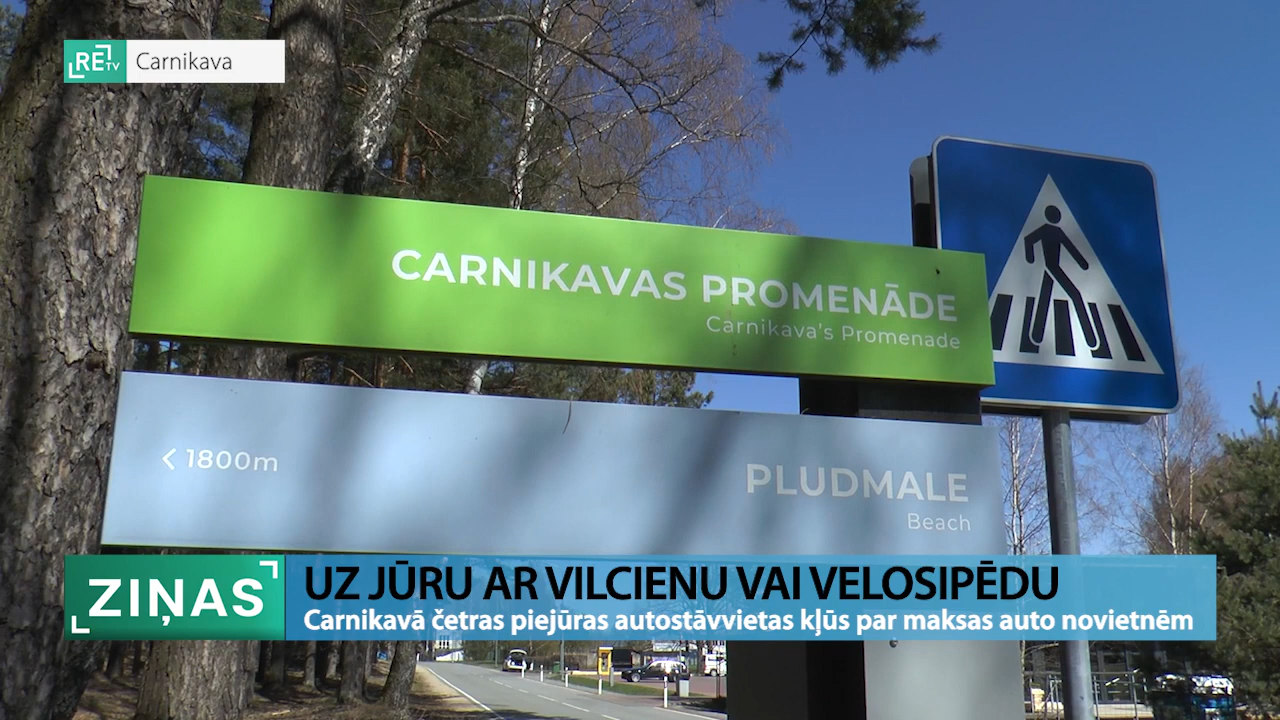 RE TV Carnikava
CARNIKAVAS PROMENĀDE
Carnikava's Promenade
< 1800m
PLUDMALE
Beach
ZIŅAS
UZ JŪRU AR VILCIENU VAI VELOSIPĒDU
Carnikavā četras piejūras autostāvvietas kļūs par maksas auto novietnēm